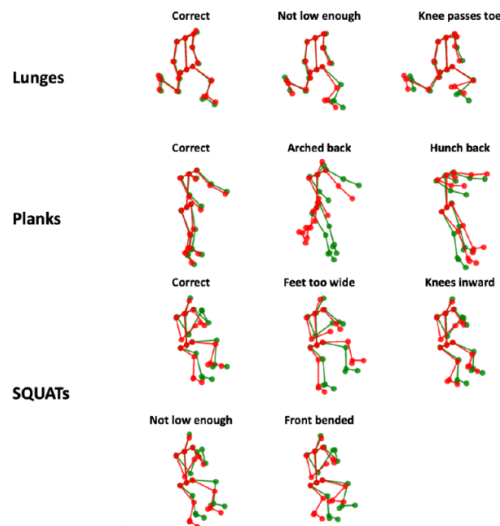 Correct Not low enough Knee passes toe
Lunges
Correct Arched back Hunch back
Planks
Correct Feet too wide Knees inward
SQUATs
Not low enough Front bended